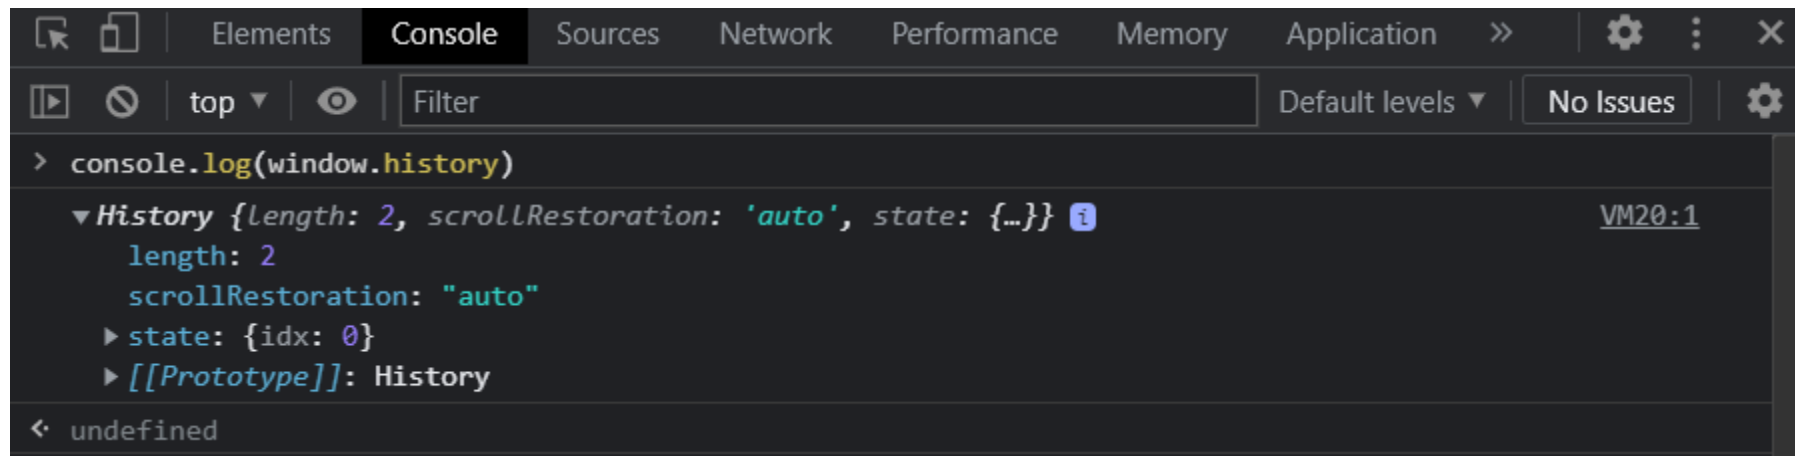 Elements Console Sources Network Performance Memory Application »
top ▼ Filter Default levels ▼ No Issues
> console.log(window.history)
▼ History {length: 2, scrollRestoration: 'auto', state: {…}} i VM20:1
length: 2
scrollRestoration: "auto"
▶ state: {idx: 0}
▶ [[Prototype]]: History
undefined